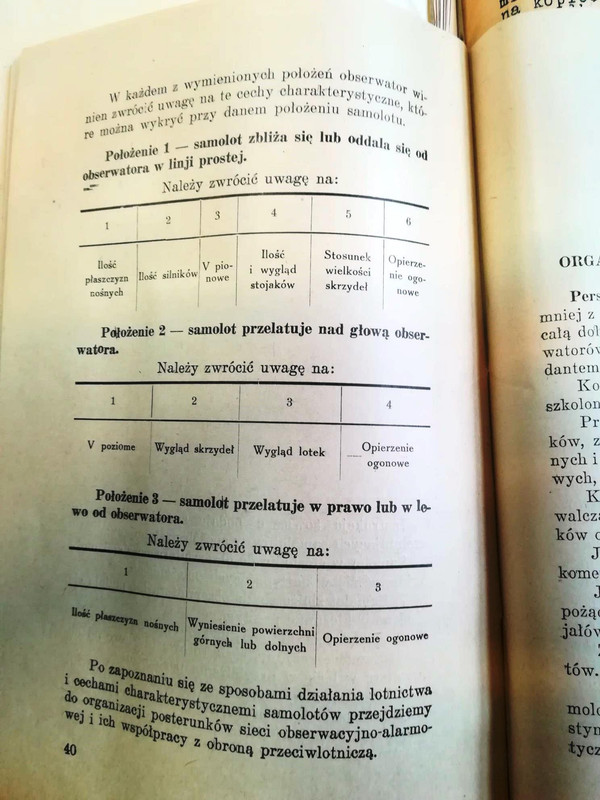 W każdem z wymienionych położeń obserwator wi-
nien zwrócić uwagę na te cechy charakterystyczne, któ-
re można wykryć przy danem położeniu samolotu.
Położenie 1 — samolot zbliża się lub oddala się od
obserwatora w linji prostej.
Należy zwrócić uwagę na:
1 2 3 4 5 6
Ilość płaszczyzn nośnych
Ilość silników
V pio-
nowe
Ilość
i wygląd
stojaków
Stosunek
wielkości
skrzydeł
Opierze-
nie ogo-
nowe
Położenie 2 — samolot przelatuje nad głową obser-
watora.
Należy zwrócić uwagę na:
1 2 3 4
V poziome
Wygląd skrzydeł
Wygląd lotek
Opierzenie
ogonowe
Położenie 3 — samolot przelatuje w prawo lub w le-
wo od obserwatora.
Należy zwrócić uwagę na:
1 2 3
Ilość płaszczyzn nośnych
Wyniesienie powierzchni
górnych lub dolnych
Opierzenie ogonowe
Po zapoznaniu się ze sposobami działania lotnictwa
i cechami charakterystycznemi samolotów przejdziemy
do organizacji posterunków sieci obserwacyjno-alarmo-
wej i ich współpracy z obroną przeciwlotniczą.
40
na
ORGA
Pers
mniej z
całą dol
watorów
dantem
Ko
szkolon
Pr
ków, z
nych i
wych,
K
walcza
ków o
J
kome
J
pożą
jałów
tów.
molo
styn
tycz